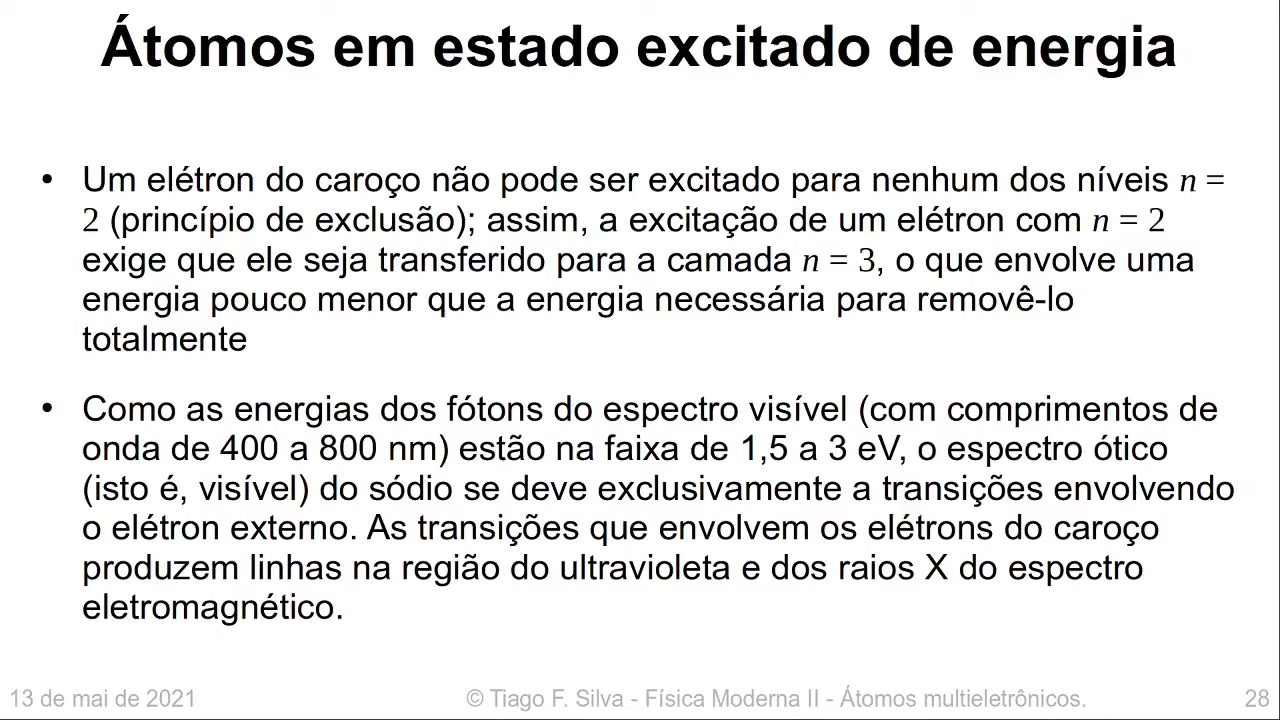 Átomos em estado excitado de energia
• Um elétron do caroço não pode ser excitado para nenhum dos níveis n =
2 (princípio de exclusão); assim, a excitação de um elétron com n = 2
exige que ele seja transferido para a camada n = 3, o que envolve uma
energia pouco menor que a energia necessária para removê-lo
totalmente
• Como as energias dos fótons do espectro visível (com comprimentos de
onda de 400 a 800 nm) estão na faixa de 1,5 a 3 eV, o espectro ótico
(isto é, visível) do sódio se deve exclusivamente a transições envolvendo
o elétron externo. As transições que envolvem os elétrons do caroço
produzem linhas na região do ultravioleta e dos raios X do espectro
eletromagnético.
13 de mai de 2021 © Tiago F. Silva - Física Moderna II - Átomos multieletrônicos. 28